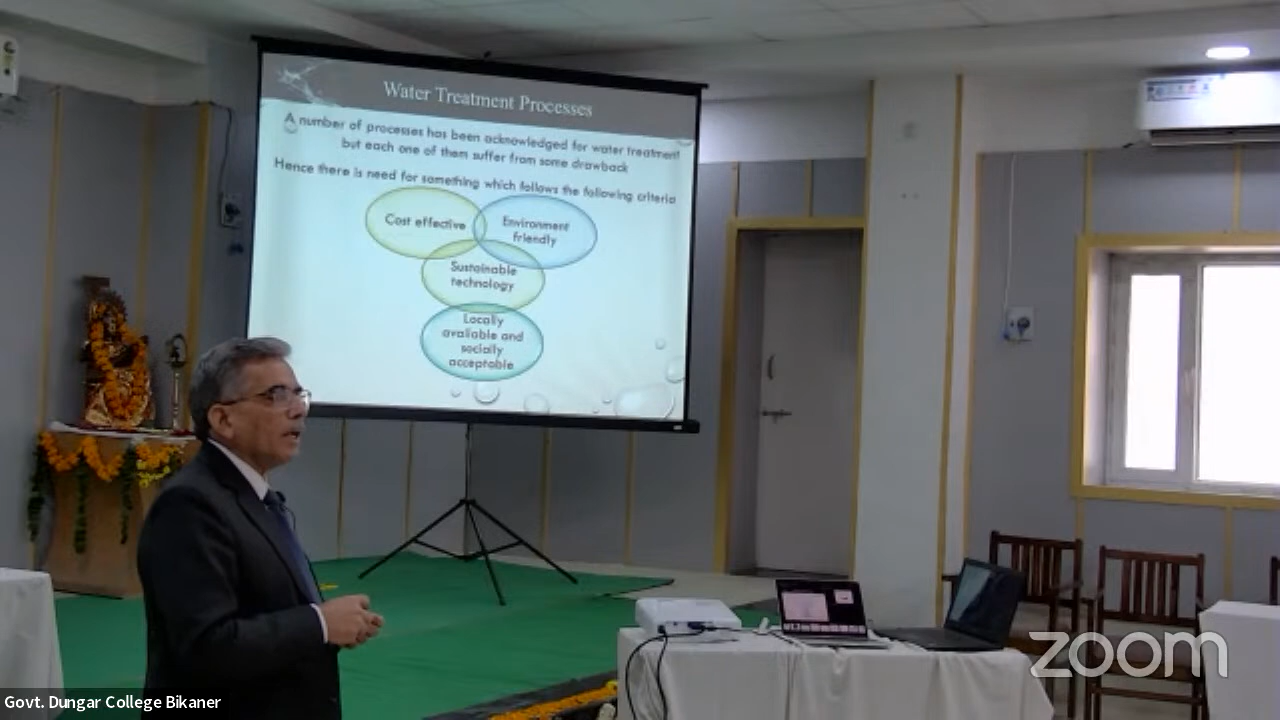 Water Treatment Processes
A number of processes has been acknowledged for water treatment
but each one of them suffer from some drawback
Hence there is need for something which follows the following criteria
Cost effective
Environment
friendly
Sustainable
technology
Locally
available and
socially
acceptable
zoom
Govt. Dungar College Bikaner